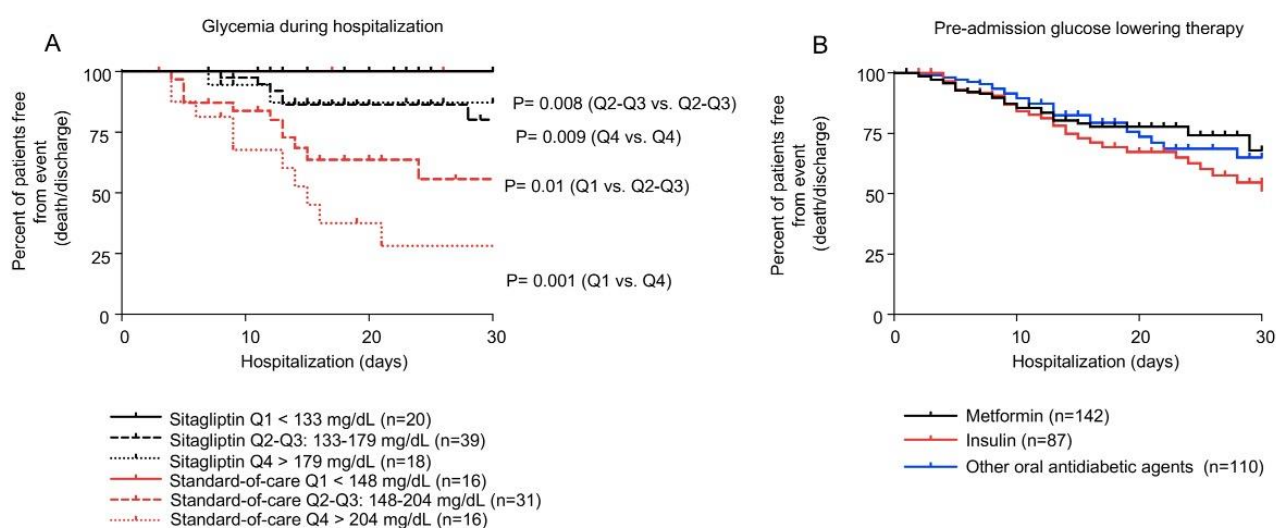 A
Glycemia during hospitalization
Percent of patients free
from event
(death/discharge)
100
75
50
25
0
0 10 20 30
Hospitalization (days)
P= 0.008 (Q2-Q3 vs. Q2-Q3)
P= 0.009 (Q4 vs. Q4)
P= 0.01 (Q1 vs. Q2-Q3)
P= 0.001 (Q1 vs. Q4)
Sitagliptin Q1 < 133 mg/dL (n=20)
Sitagliptin Q2-Q3: 133-179 mg/dL (n=39)
Sitagliptin Q4 > 179 mg/dL (n=18)
Standard-of-care Q1 < 148 mg/dL (n=16)
Standard-of-care Q2-Q3: 148-204 mg/dL (n=31)
Standard-of-care Q4 > 204 mg/dL (n=16)
B
Pre-admission glucose lowering therapy
Percent of patients free
from event
(death/discharge)
100
75
50
25
0
0 10 20 30
Hospitalization (days)
Metformin (n=142)
Insulin (n=87)
Other oral antidiabetic agents (n=110)